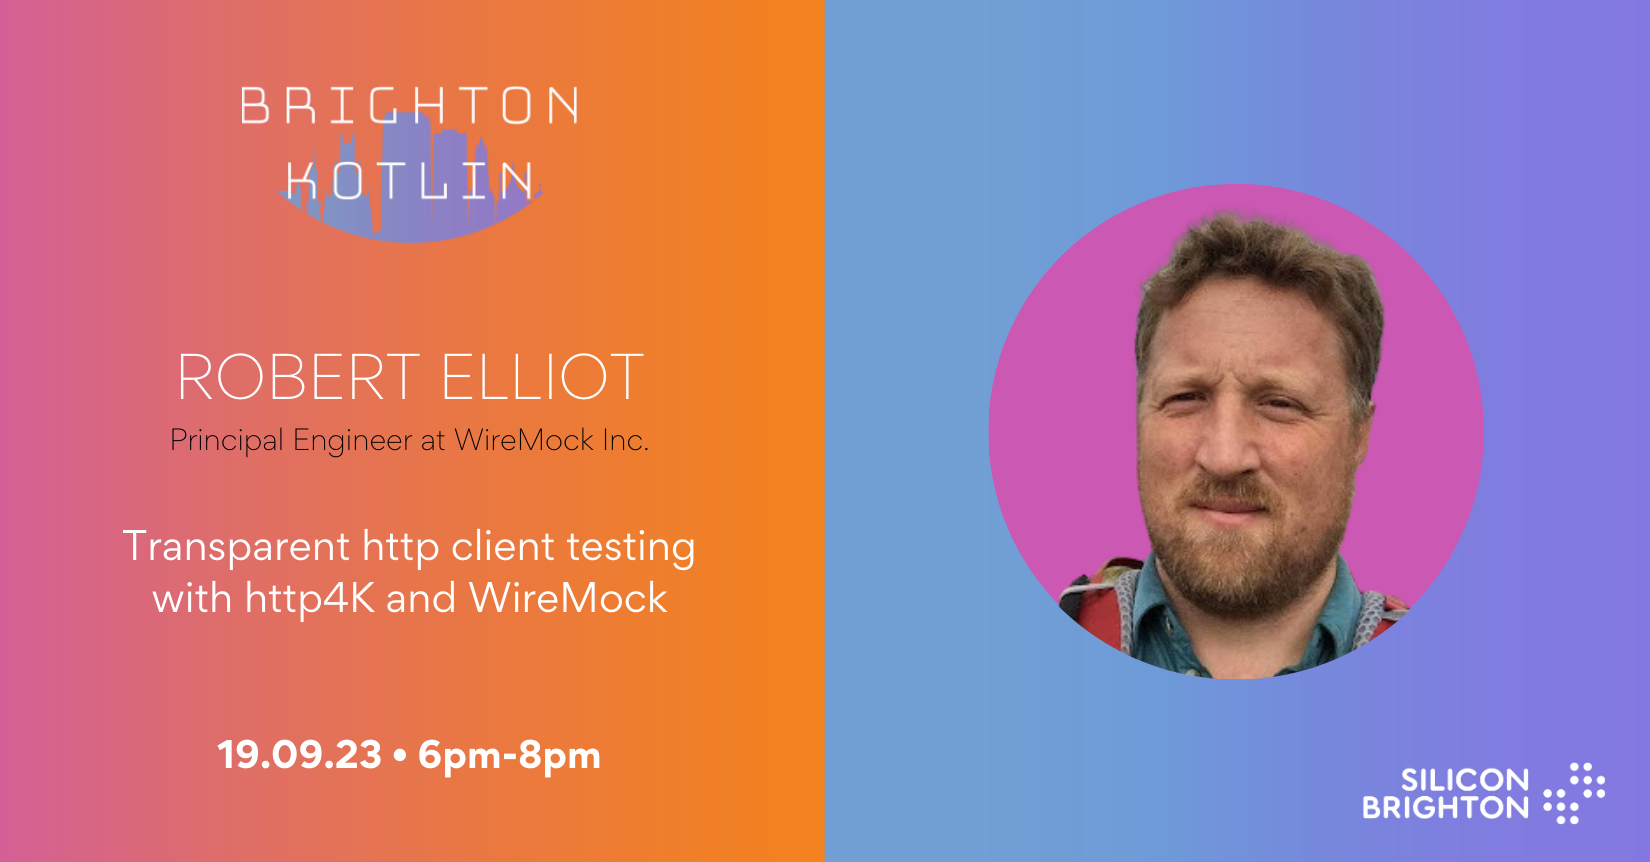 BRIGHTON
KOTLIN
ROBERT ELLIOT
Principal Engineer at WireMock Inc.
Transparent http client testing
with http4K and WireMock
19.09.23 • 6pm-8pm
SILICON
BRIGHTON